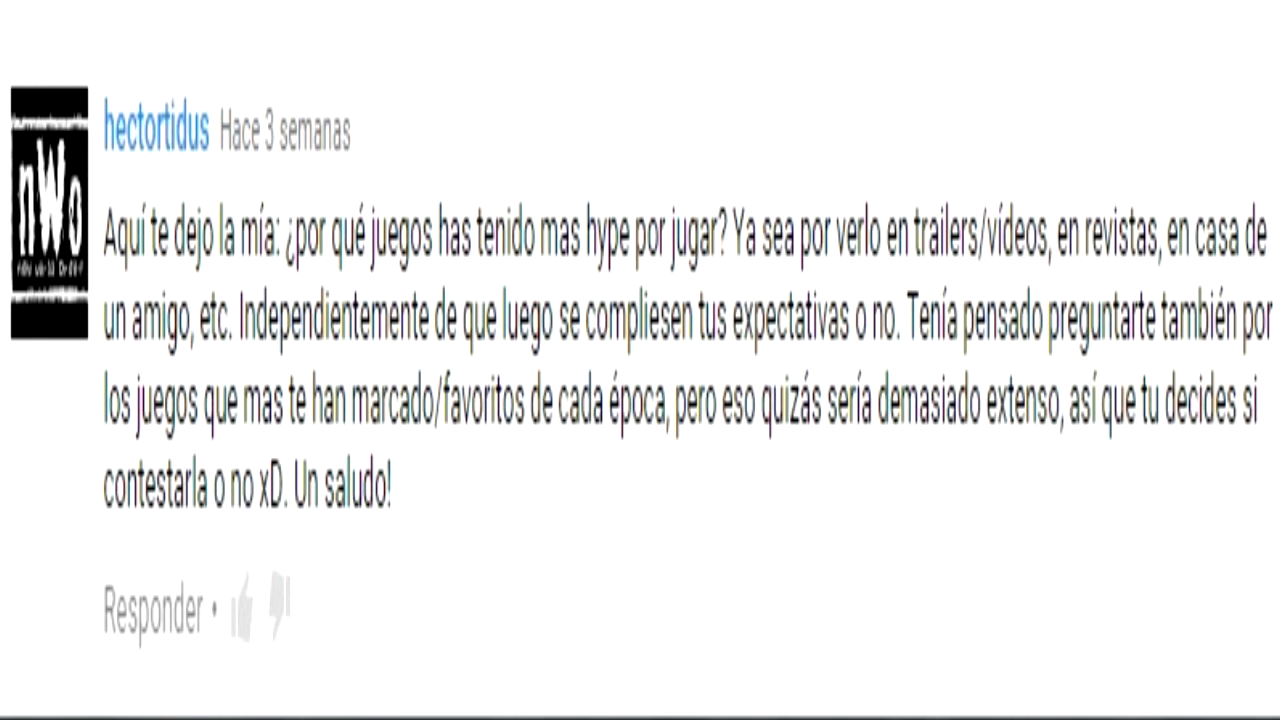 hectortidus Hace 3 semanas
nWo
Aquí te dejo la mía: ¿por qué juegos has tenido mas hype por jugar? Ya sea por verlo en trailers/vídeos, en revistas, en casa de
un amigo, etc. Independientemente de que luego se compliesen tus expectativas o no. Tenía pensado preguntarte también por
los juegos que mas te han marcado/favoritos de cada época, pero eso quizás sería demasiado extenso, así que tu decides si
contestarla o no xD. Un saludo!
Responder •